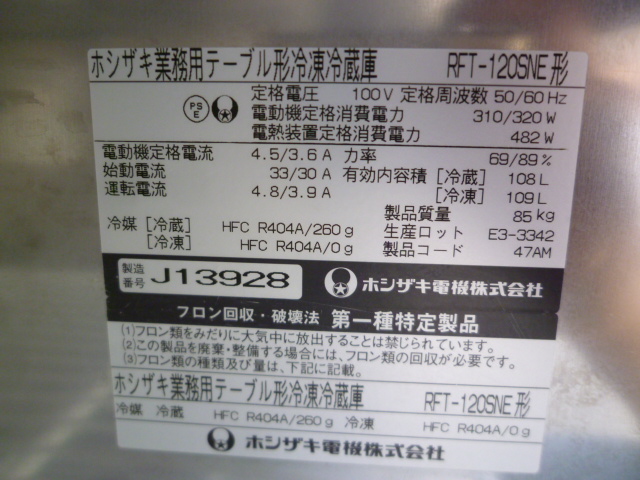 ホシザキ業務用テーブル形冷凍冷蔵庫 RFT-120SNE形
PS
E
定格電圧 100V 定格周波数 50/60Hz
電動機定格消費電力 310/320W
電熱装置定格消費電力 482W
電動機定格電流 4.5/3.6A 力率 69/89%
始動電流 33/30A 有効内容積 [冷蔵] 108L
運転電流 4.8/3.9A [冷凍] 109L
製品質量 85kg
冷媒 [冷蔵] HFC R404A/260g 生産ロット E3-3342
[冷凍] HFC R404A/0g 製品コード 47AM
製造
番号 J13928 ホシザキ電機株式会社
フロン回収・破壊法 第一種特定製品
(1)フロン類をみだりに大気中に放出することは禁じられています。
(2)この製品を廃棄・整備する場合には、フロン類の回収が必要です。
(3)フロン類の種類及び量は、下記に記載。
ホシザキ業務用テーブル形冷凍冷蔵庫 RFT-120SNE形
冷媒 冷蔵 HFC R404A/260g 冷凍 HFC R404A/0g
ホシザキ電機株式会社